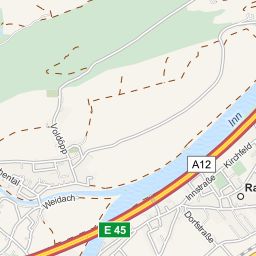 Inn
Voldöpp
A12
Kirchfeld
Innstraße
Ra
Weidach
Dorfstraße
E 45